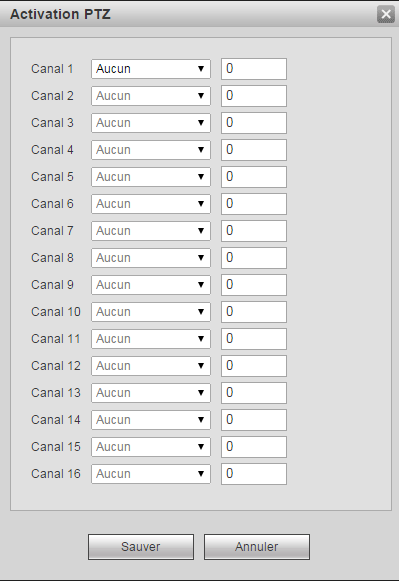 Activation PTZ
Canal 1 Aucun 0
Canal 2 Aucun 0
Canal 3 Aucun 0
Canal 4 Aucun 0
Canal 5 Aucun 0
Canal 6 Aucun 0
Canal 7 Aucun 0
Canal 8 Aucun 0
Canal 9 Aucun 0
Canal 10 Aucun 0
Canal 11 Aucun 0
Canal 12 Aucun 0
Canal 13 Aucun 0
Canal 14 Aucun 0
Canal 15 Aucun 0
Canal 16 Aucun 0
Sauver Annuler